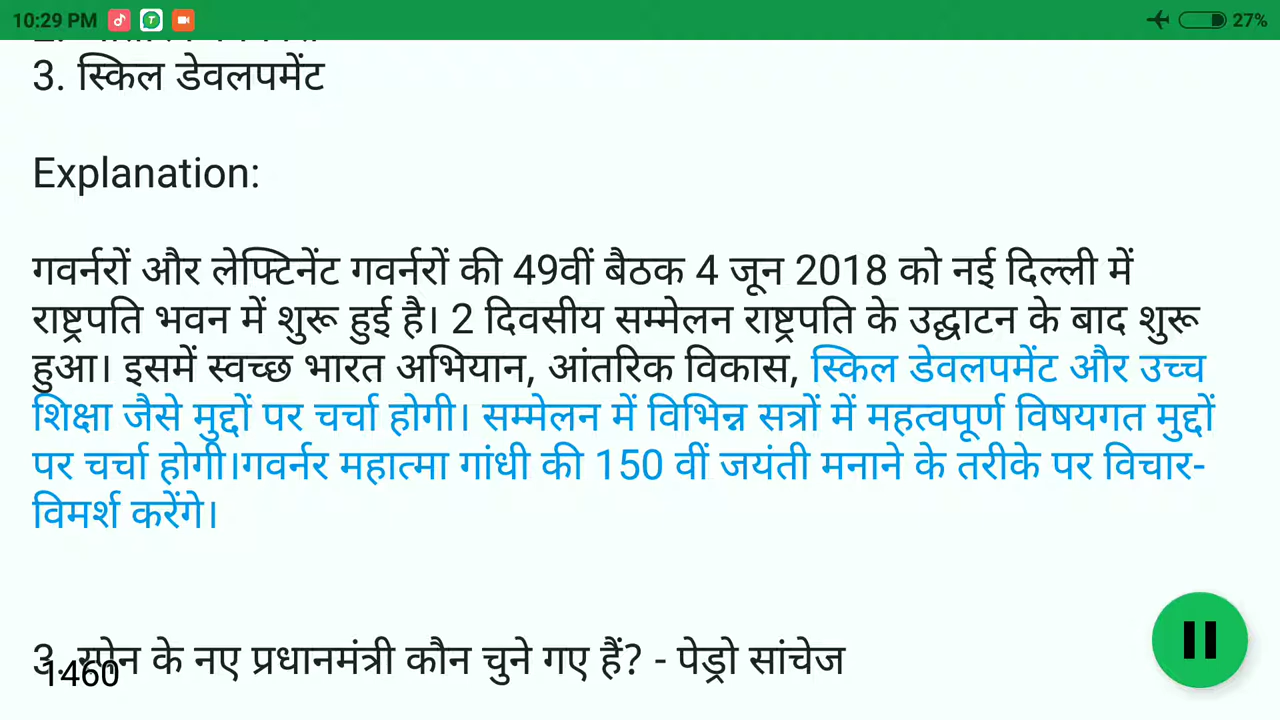 10:29 PM 27%
3. स्किल डेवलपमेंट
Explanation:
गवर्नरों और लेफ्टिनेंट गवर्नरों की 49वीं बैठक 4 जून 2018 को नई दिल्ली में
राष्ट्रपति भवन में शुरू हुई है। 2 दिवसीय सम्मेलन राष्ट्रपति के उद्घाटन के बाद शुरू
हुआ। इसमें स्वच्छ भारत अभियान, आंतरिक विकास, स्किल डेवलपमेंट और उच्च
शिक्षा जैसे मुद्दों पर चर्चा होगी। सम्मेलन में विभिन्न सत्रों में महत्वपूर्ण विषयगत मुद्दों
पर चर्चा होगी।गवर्नर महात्मा गांधी की 150 वीं जयंती मनाने के तरीके पर विचार-
विमर्श करेंगे।
3. स्पेन के नए प्रधानमंत्री कौन चुने गए हैं? - पेड्रो सांचेज
1460